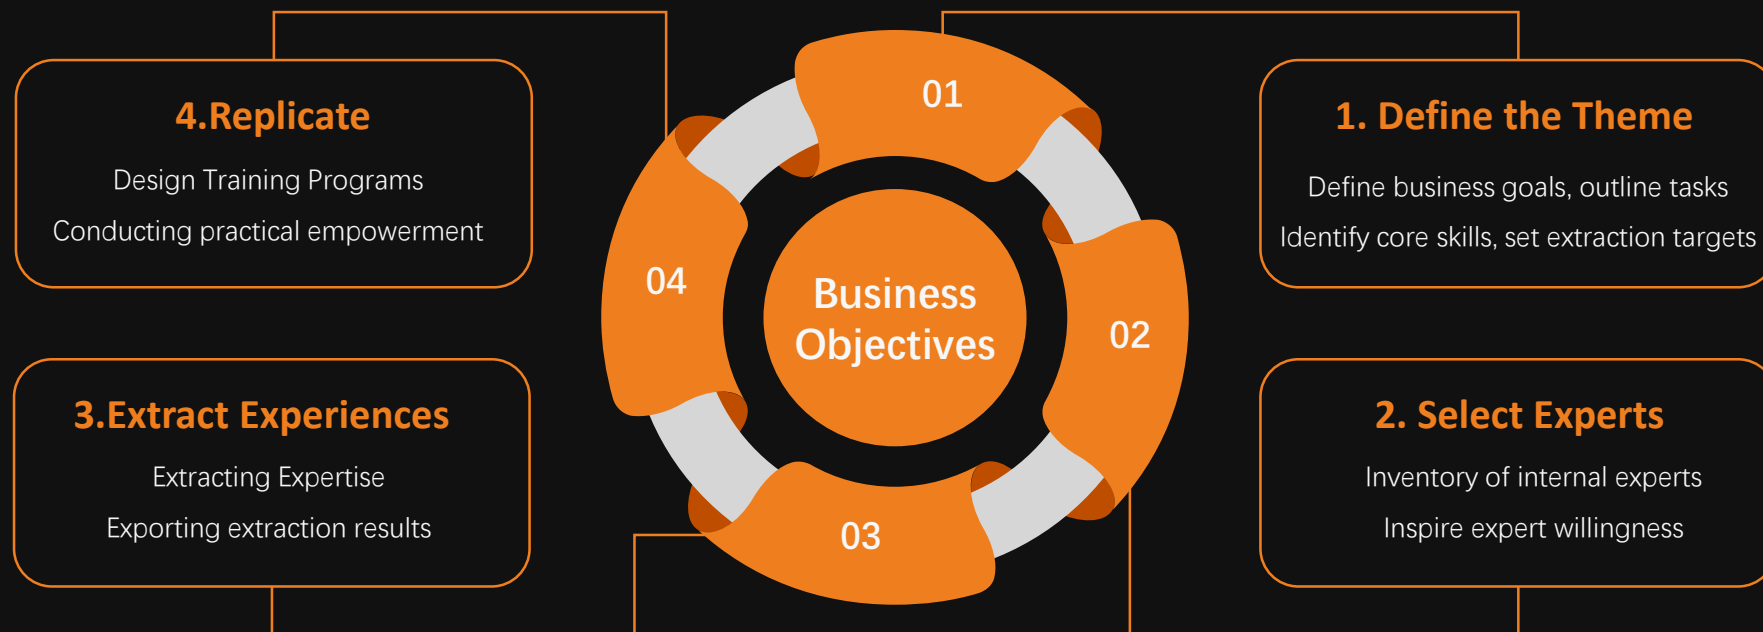 4.Replicate
Design Training Programs
Conducting practical empowerment
3.Extract Experiences
Extracting Expertise
Exporting extraction results
01
02
03
04
Business
Objectives
1. Define the Theme
Define business goals, outline tasks
Identify core skills, set extraction targets
2. Select Experts
Inventory of internal experts
Inspire expert willingness